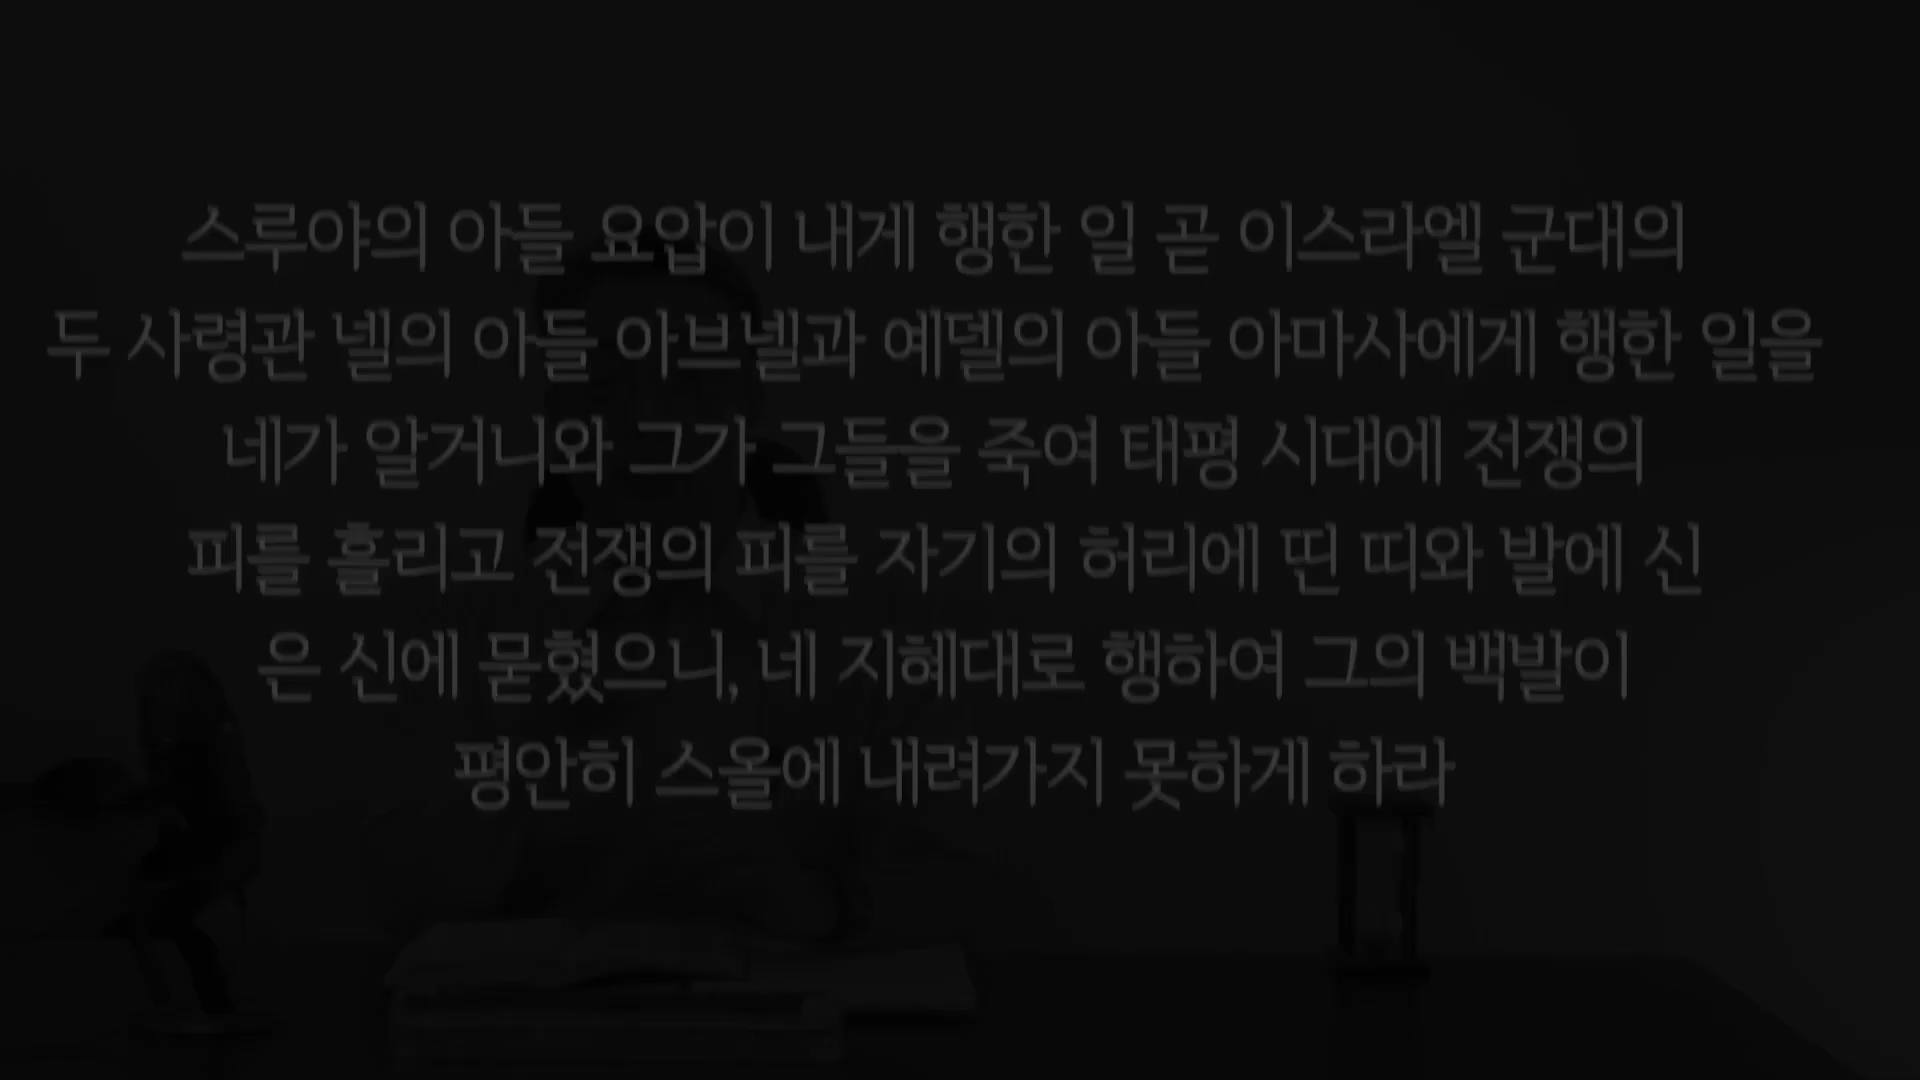 스루야의 아들 요압이 내게 행한 일 곧 이스라엘 군대의
두 사령관 넬의 아들 아브넬과 예델의 아들 아마사에게 행한 일을
네가 알거니와 그가 그들을 죽여 태평 시대에 전쟁의
피를 흘리고 전쟁의 피를 자기의 허리에 띤 띠와 발에 신
은 신에 묻혔으니, 네 지혜대로 행하여 그의 백발이
평안히 스올에 내려가지 못하게 하라